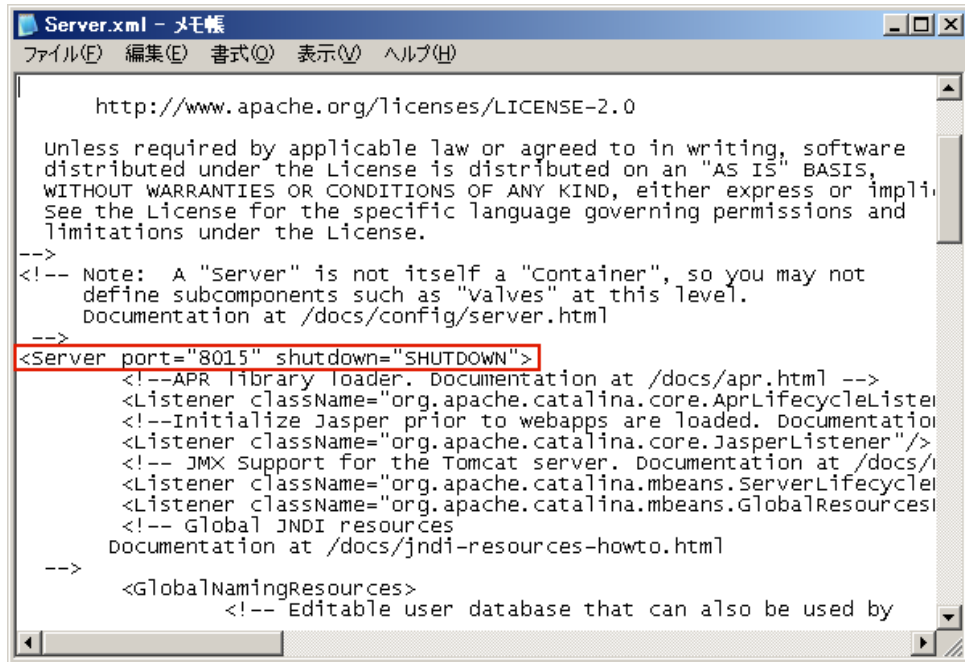 Server.xml - メモ帳
ファイル(F) 編集(E) 書式(O) 表示(V) ヘルプ(H)
http://www.apache.org/licenses/LICENSE-2.0
Unless required by applicable law or agreed to in writing, software
distributed under the License is distributed on an "AS IS" BASIS,
WITHOUT WARRANTIES OR CONDITIONS OF ANY KIND, either express or impli
See the License for the specific language governing permissions and
limitations under the License.
-->
<!-- Note:  A "Server" is not itself a "Container", so you may not
define subcomponents such as "Valves" at this level.
Documentation at /docs/config/server.html
-->
<Server port="8015" shutdown="SHUTDOWN">
<!--APR library loader. Documentation at /docs/apr.html -->
<Listener className="org.apache.catalina.core.AprLifecycleListe
<!--Initialize Jasper prior to webapps are loaded. Documentatio
<Listener className="org.apache.catalina.core.JasperListener"/>
<!-- JMX Support for the Tomcat server. Documentation at /docs/
<Listener className="org.apache.catalina.mbeans.ServerLifecycle
<Listener className="org.apache.catalina.mbeans.GlobalResources
<!-- Global JNDI resources
Documentation at /docs/jndi-resources-howto.html
-->
<GlobalNamingResources>
<!-- Editable user database that can also be used by